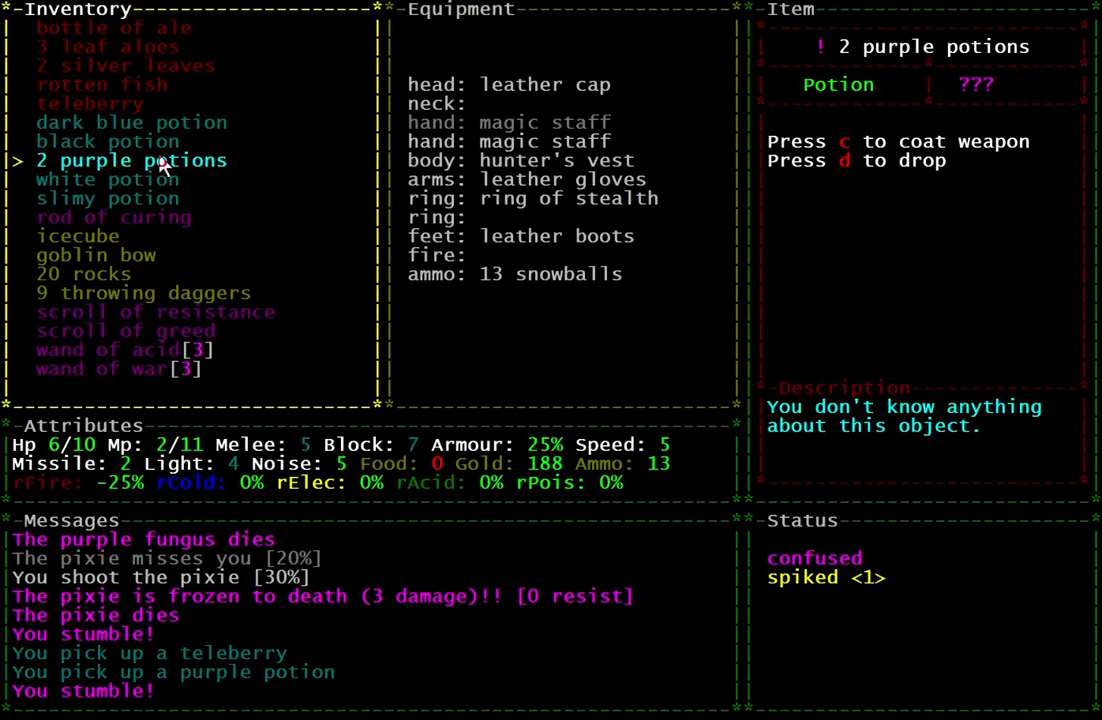 Inventory
bottle of ale
3 leaf aloes
2 silver leaves
rotten fish
teleberry
dark blue potion
black potion
> 2 purple potions
white potion
slimy potion
rod of curing
icecube
goblin bow
20 rocks
9 throwing daggers
scroll of resistance
scroll of greed
wand of acid[3]
wand of war[3]
Equipment
head: leather cap
neck:
hand: magic staff
hand: magic staff
body: hunter's vest
arms: leather gloves
ring: ring of stealth
ring:
feet: leather boots
fire:
ammo: 13 snowballs
Item
! 2 purple potions
Potion | ???
Press c to coat weapon
Press d to drop
Description
You don't know anything
about this object.
Attributes
Hp 6/10 Mp: 2/11 Melee: 5 Block: 7 Armour: 25% Speed: 5
Missile: 2 Light: 4 Noise: 5 Food: 0 Gold: 188 Ammo: 13
rFire: -25% rCold: 0% rElec: 0% rAcid: 0% rPois: 0%
Messages
The purple fungus dies
The pixie misses you [20%]
You shoot the pixie [30%]
The pixie is frozen to death (3 damage)!! [0 resist]
The pixie dies
You stumble!
You pick up a teleberry
You pick up a purple potion
You stumble!
Status
confused
spiked <1>